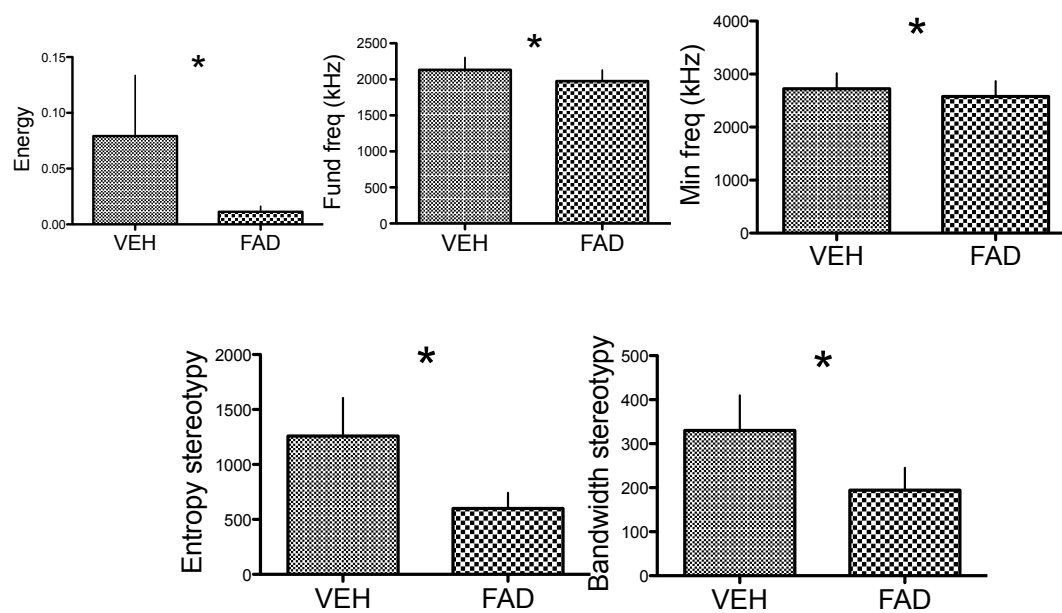 Energy
0.15
0.10
0.05
0.00
*
VEH
FAD
Fund freq (kHz)
2500
2000
1500
1000
500
0
*
VEH
FAD
Min freq (kHz)
4000
3000
2000
1000
0
*
VEH
FAD
Entropy stereotypy
2000
1500
1000
500
0
*
VEH
FAD
Bandwidth stereotypy
500
400
300
200
100
0
*
VEH
FAD